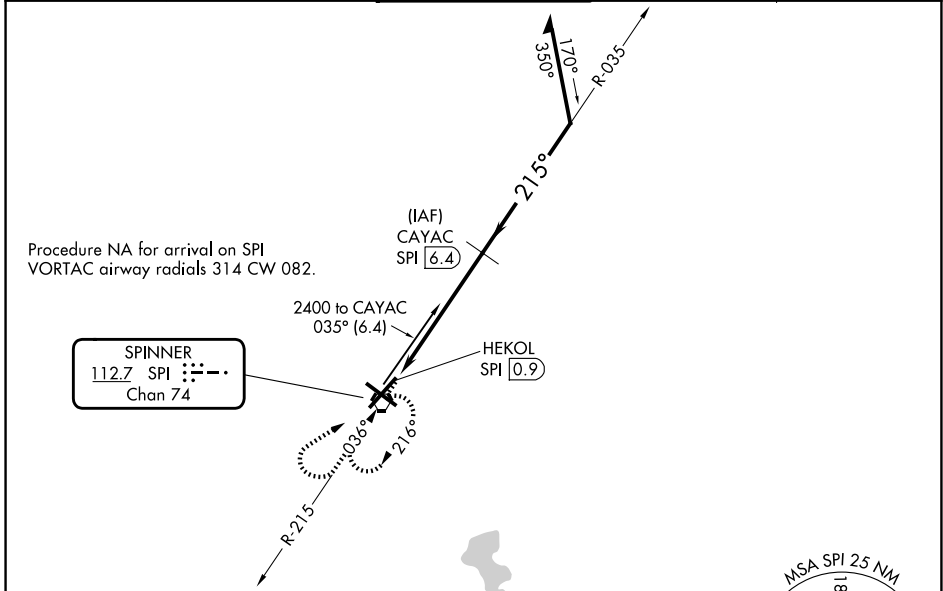 170°
350°
R-035
215°
(IAF)
CAYAC
SPI 6.4
Procedure NA for arrival on SPI
VORTAC airway radials 314 CW 082.
2400 to CAYAC
035° (6.4)
HEKOL
SPI 0.9
SPINNER
112.7 SPI
Chan 74
036°
216°
R-215
MSA SPI 25 NM
18